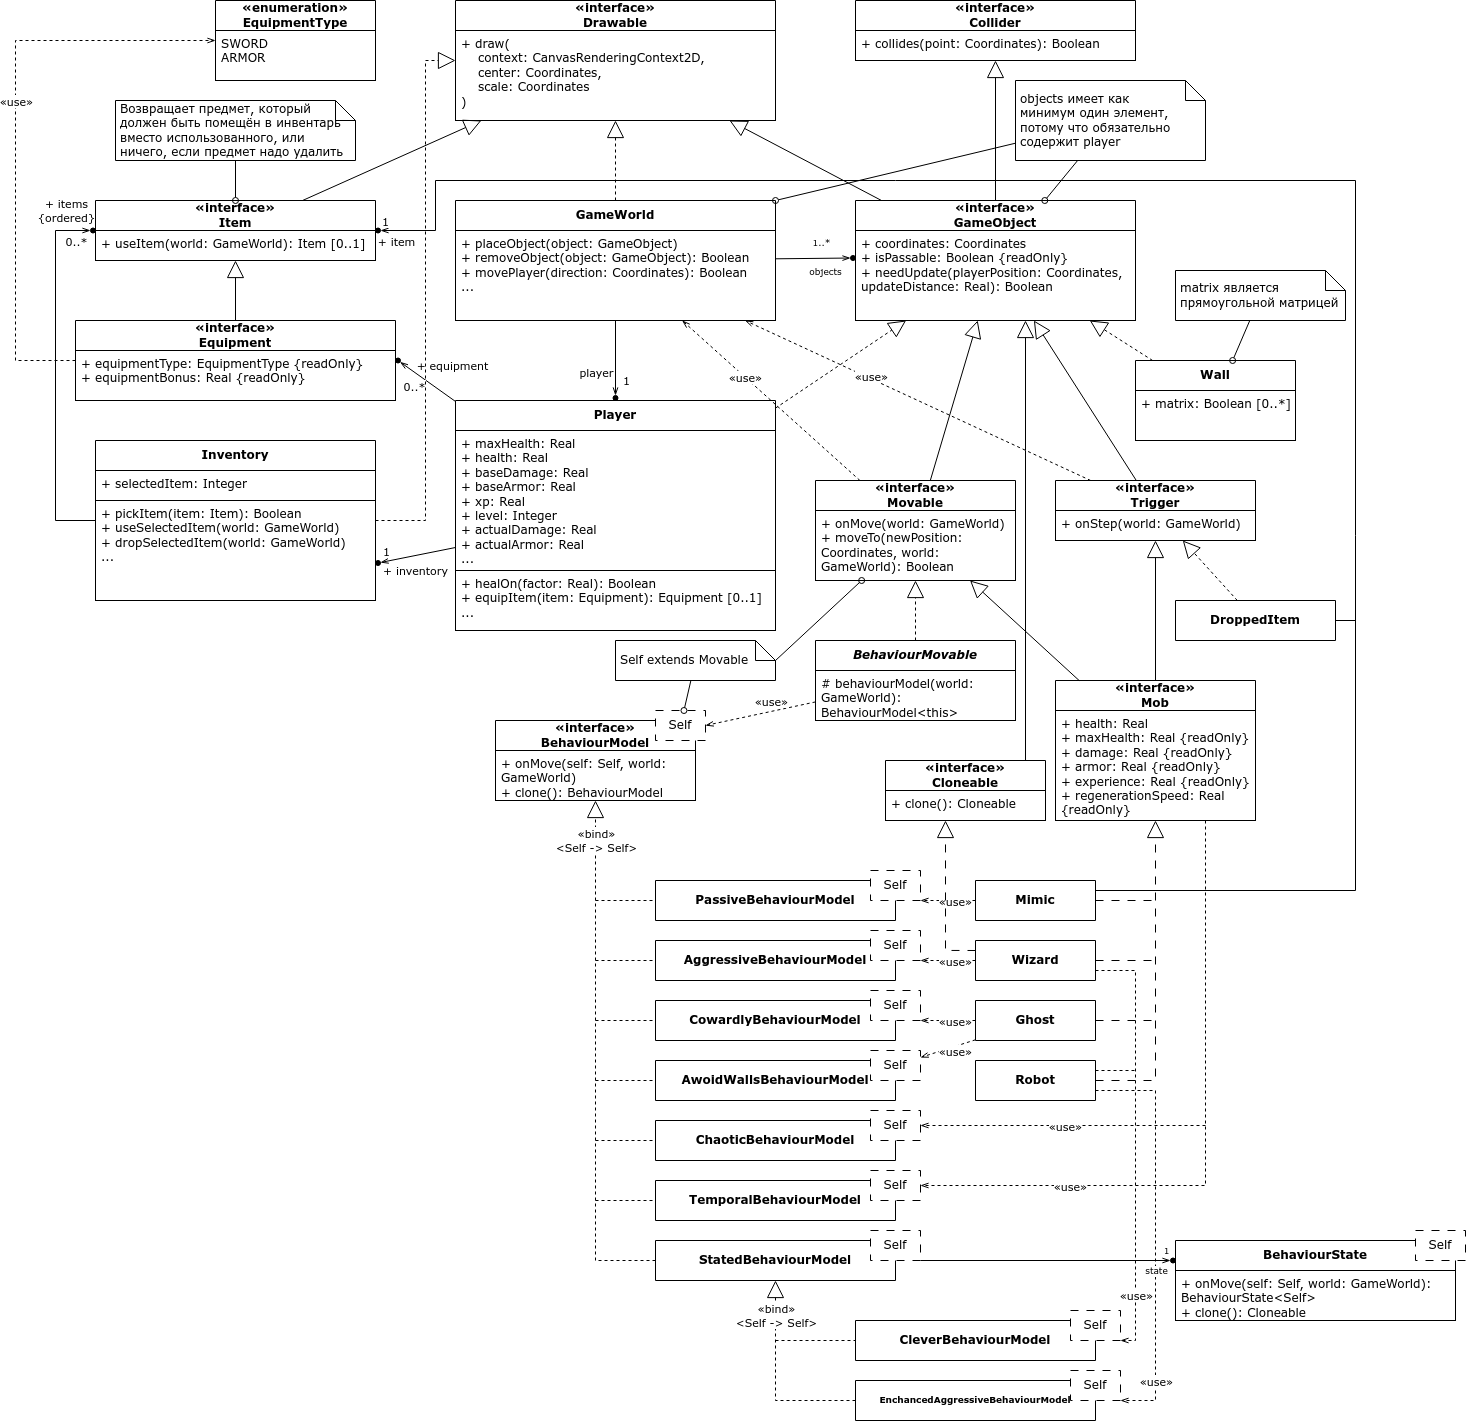 «enumeration»
EquipmentType
SWORD
ARMOR
«interface»
Drawable
+ draw(
context: CanvasRenderingContext2D,
center: Coordinates,
scale: Coordinates
)
«interface»
Collider
+ collides(point: Coordinates): Boolean
«use»
Возвращает предмет, который
должен быть помещён в инвентарь
вместо использованного, или
ничего, если предмет надо удалить
objects имеет как
минимум один элемент,
потому что обязательно
содержит player
+ items
{ordered}
0..*
«interface»
Item
+ useItem(world: GameWorld): Item [0..1]
1
+ item
GameWorld
+ placeObject(object: GameObject)
+ removeObject(object: GameObject): Boolean
+ movePlayer(direction: Coordinates): Boolean
...
1..*
objects
«interface»
GameObject
+ coordinates: Coordinates
+ isPassable: Boolean {readOnly}
+ needUpdate(playerPosition: Coordinates,
updateDistance: Real): Boolean
matrix является
прямоугольной матрицей
«interface»
Equipment
+ equipmentType: EquipmentType {readOnly}
+ equipmentBonus: Real {readOnly}
+ equipment
0..*
player
1
«use»
«use»
Wall
+ matrix: Boolean [0..*]
Inventory
+ selectedItem: Integer
+ pickItem(item: Item): Boolean
+ useSelectedItem(world: GameWorld)
+ dropSelectedItem(world: GameWorld)
...
1
+ inventory
Player
+ maxHealth: Real
+ health: Real
+ baseDamage: Real
+ baseArmor: Real
+ xp: Real
+ level: Integer
+ actualDamage: Real
+ actualArmor: Real
...
+ healOn(factor: Real): Boolean
+ equipItem(item: Equipment): Equipment [0..1]
...
«interface»
Movable
+ onMove(world: GameWorld)
+ moveTo(newPosition:
Coordinates, world:
GameWorld): Boolean
«interface»
Trigger
+ onStep(world: GameWorld)
DroppedItem
Self extends Movable
BehaviourMovable
# behaviourModel(world:
GameWorld):
BehaviourModel<this>
«use»
Self
«interface»
BehaviourModel
+ onMove(self: Self, world:
GameWorld)
+ clone(): BehaviourModel
«interface»
Mob
+ health: Real
+ maxHealth: Real {readOnly}
+ damage: Real {readOnly}
+ armor: Real {readOnly}
+ experience: Real {readOnly}
+ regenerationSpeed: Real
{readOnly}
«interface»
Cloneable
+ clone(): Cloneable
«bind»
<Self -> Self>
Self
PassiveBehaviourModel
«use»
Mimic
Self
AggressiveBehaviourModel
«use»
Wizard
Self
CowardlyBehaviourModel
«use»
Ghost
«use»
Self
AwoidWallsBehaviourModel
Robot
Self
ChaoticBehaviourModel
«use»
Self
TemporalBehaviourModel
«use»
Self
StatedBehaviourModel
1
state
Self
BehaviourState
+ onMove(self: Self, world: GameWorld):
BehaviourState<Self>
+ clone(): Cloneable
«bind»
<Self -> Self>
«use»
Self
CleverBehaviourModel
Self
EnchancedAggressiveBehaviourModel
«use»